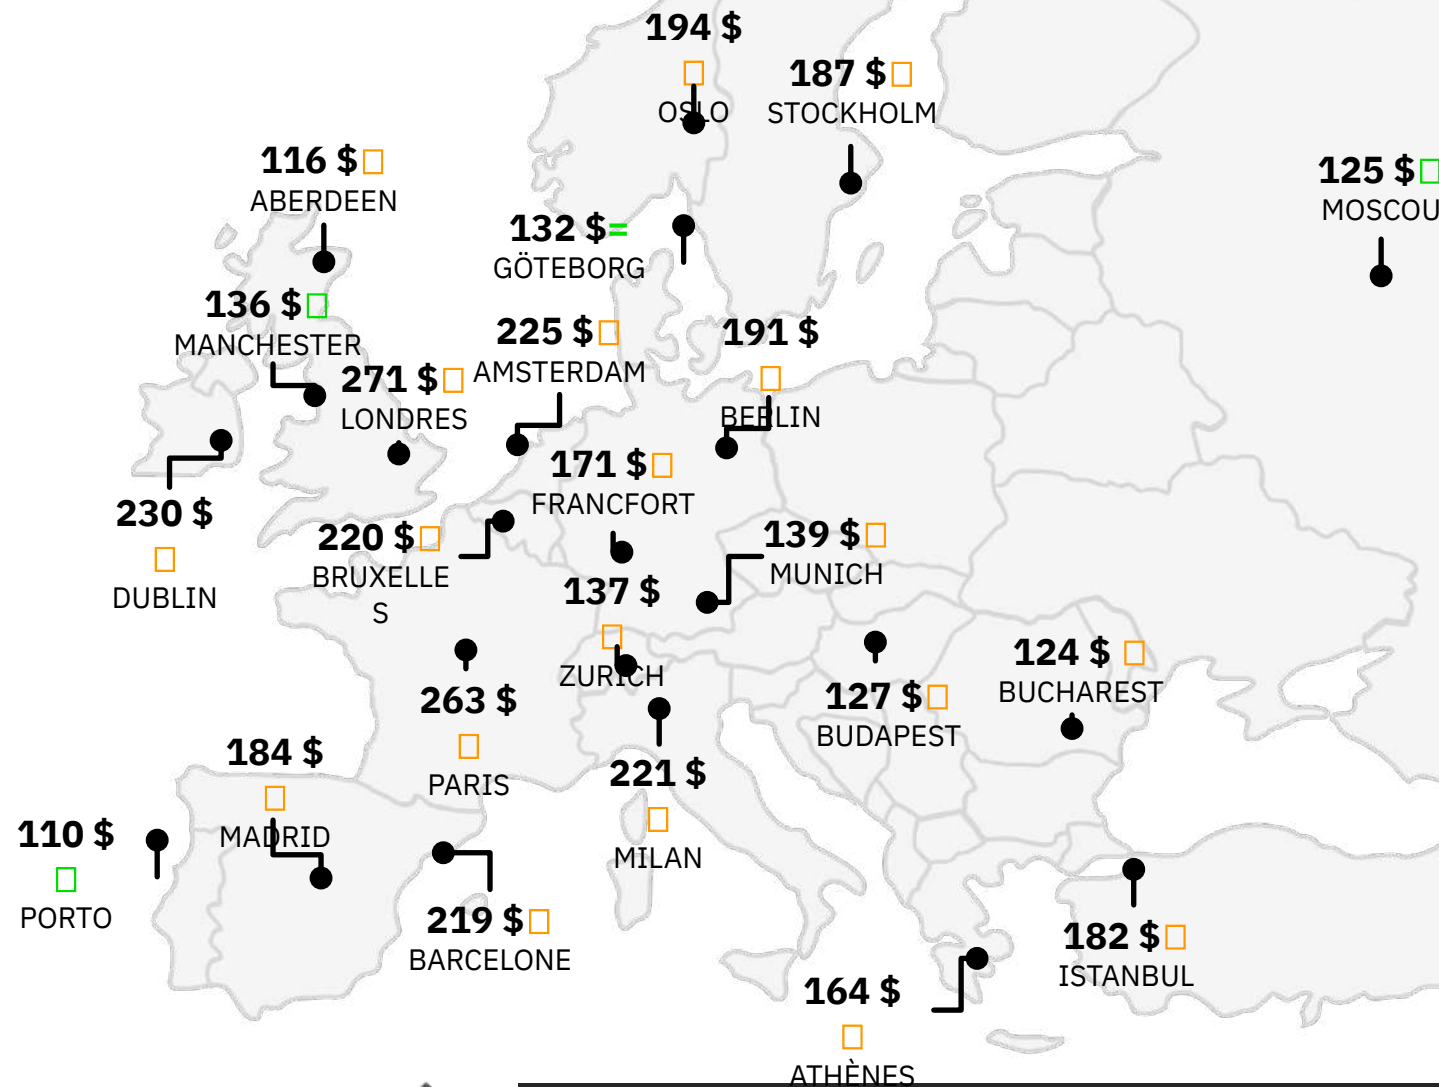 194 $
OSLO
187 $
STOCKHOLM
116 $
ABERDEEN
125 $
MOSCOU
132 $=
GÖTEBORG
136 $
MANCHESTER
225 $
AMSTERDAM
191 $
BERLIN
271 $
LONDRES
171 $
FRANCFORT
230 $
DUBLIN
220 $
BRUXELLE
S
139 $
MUNICH
137 $
ZURICH
124 $
BUCHAREST
263 $
PARIS
127 $
BUDAPEST
184 $
MADRID
221 $
MILAN
110 $
PORTO
219 $
BARCELONE
182 $
ISTANBUL
164 $
ATHÈNES